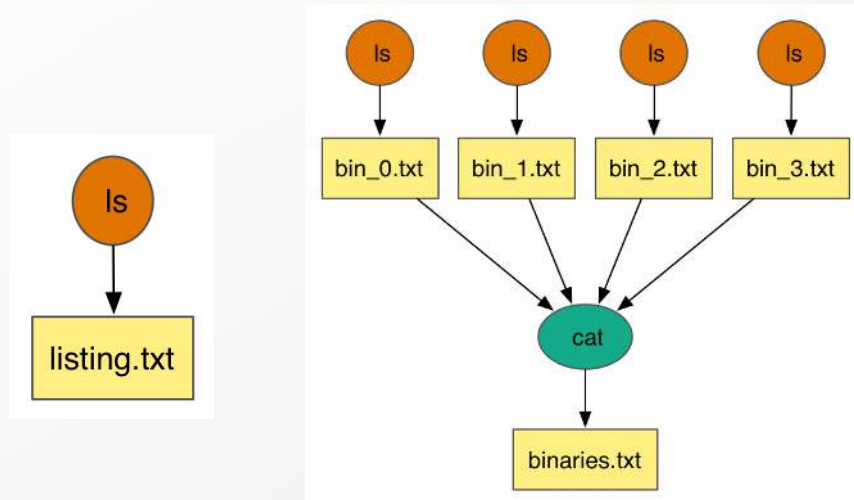 ls
listing.txt
ls ls ls ls
bin_0.txt bin_1.txt bin_2.txt bin_3.txt
cat
binaries.txt